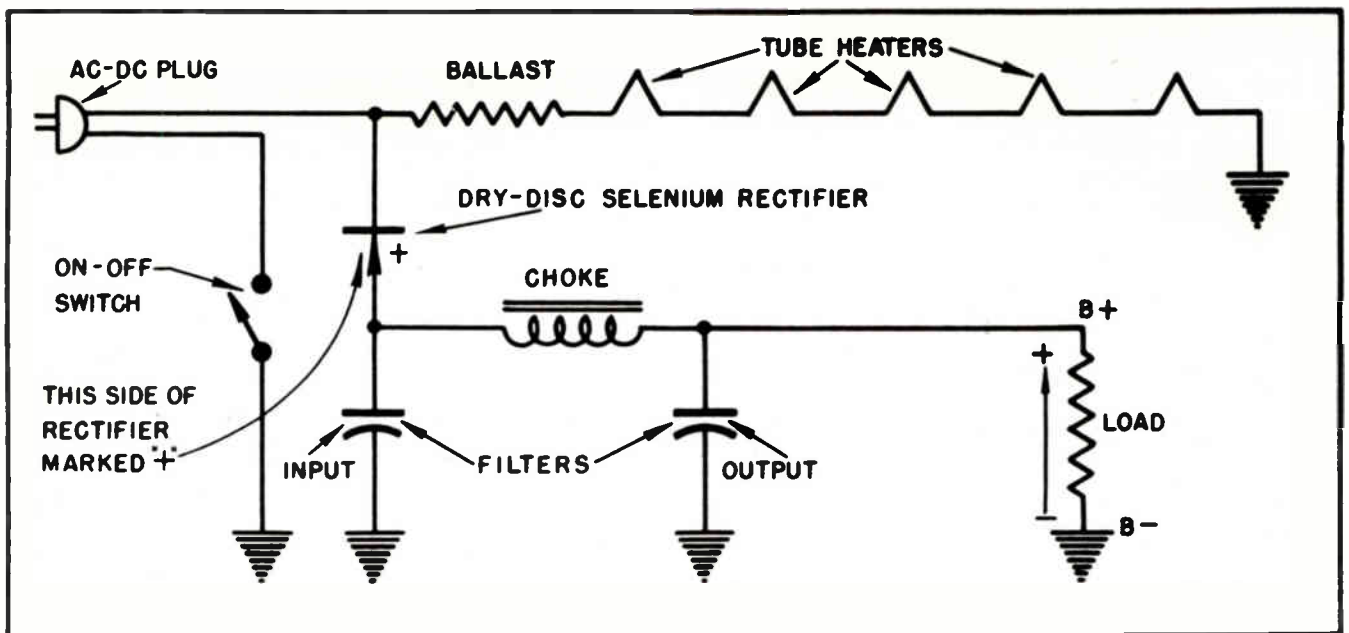 TUBE HEATERS
AC-DC PLUG
BALLAST
DRY-DISC SELENIUM RECTIFIER
+
ON-OFF
SWITCH
CHOKE
B+
+
THIS SIDE OF
RECTIFIER
MARKED "+"
INPUT
FILTERS
OUTPUT
LOAD
−
B−